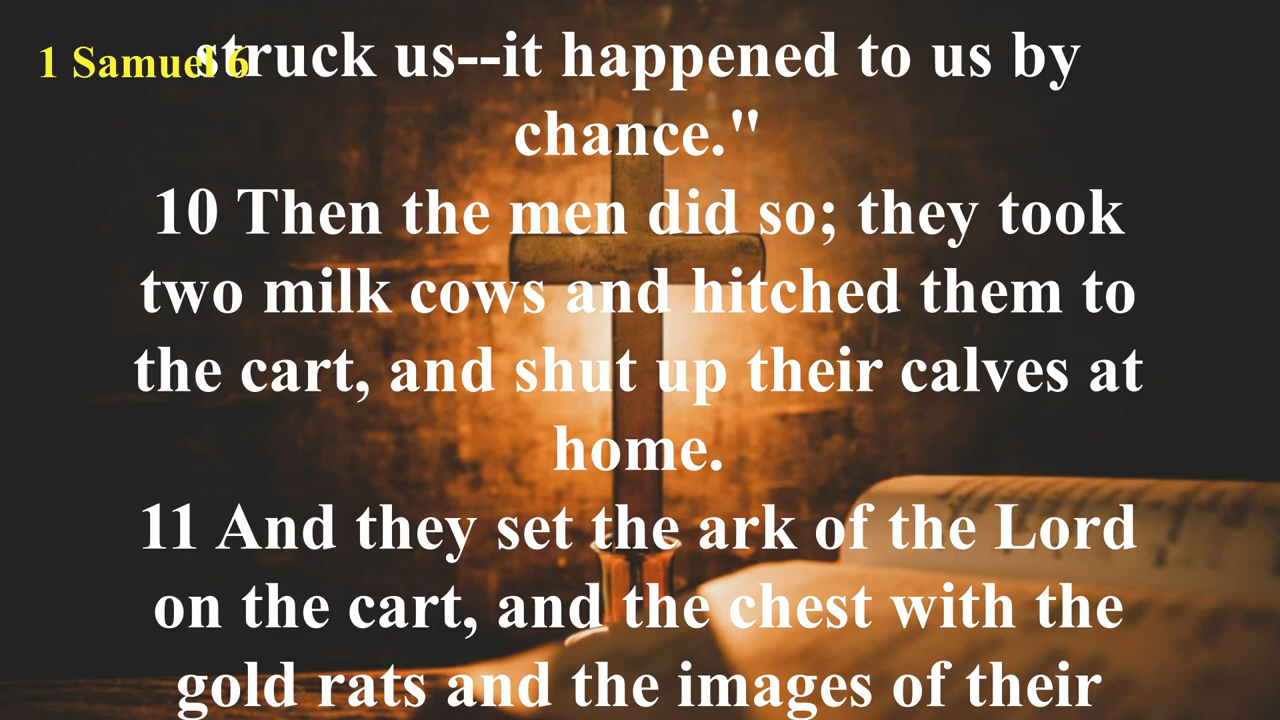 1 Samuel 6
struck us--it happened to us by
chance."
10 Then the men did so; they took
two milk cows and hitched them to
the cart, and shut up their calves at
home.
11 And they set the ark of the Lord
on the cart, and the chest with the
gold rats and the images of their